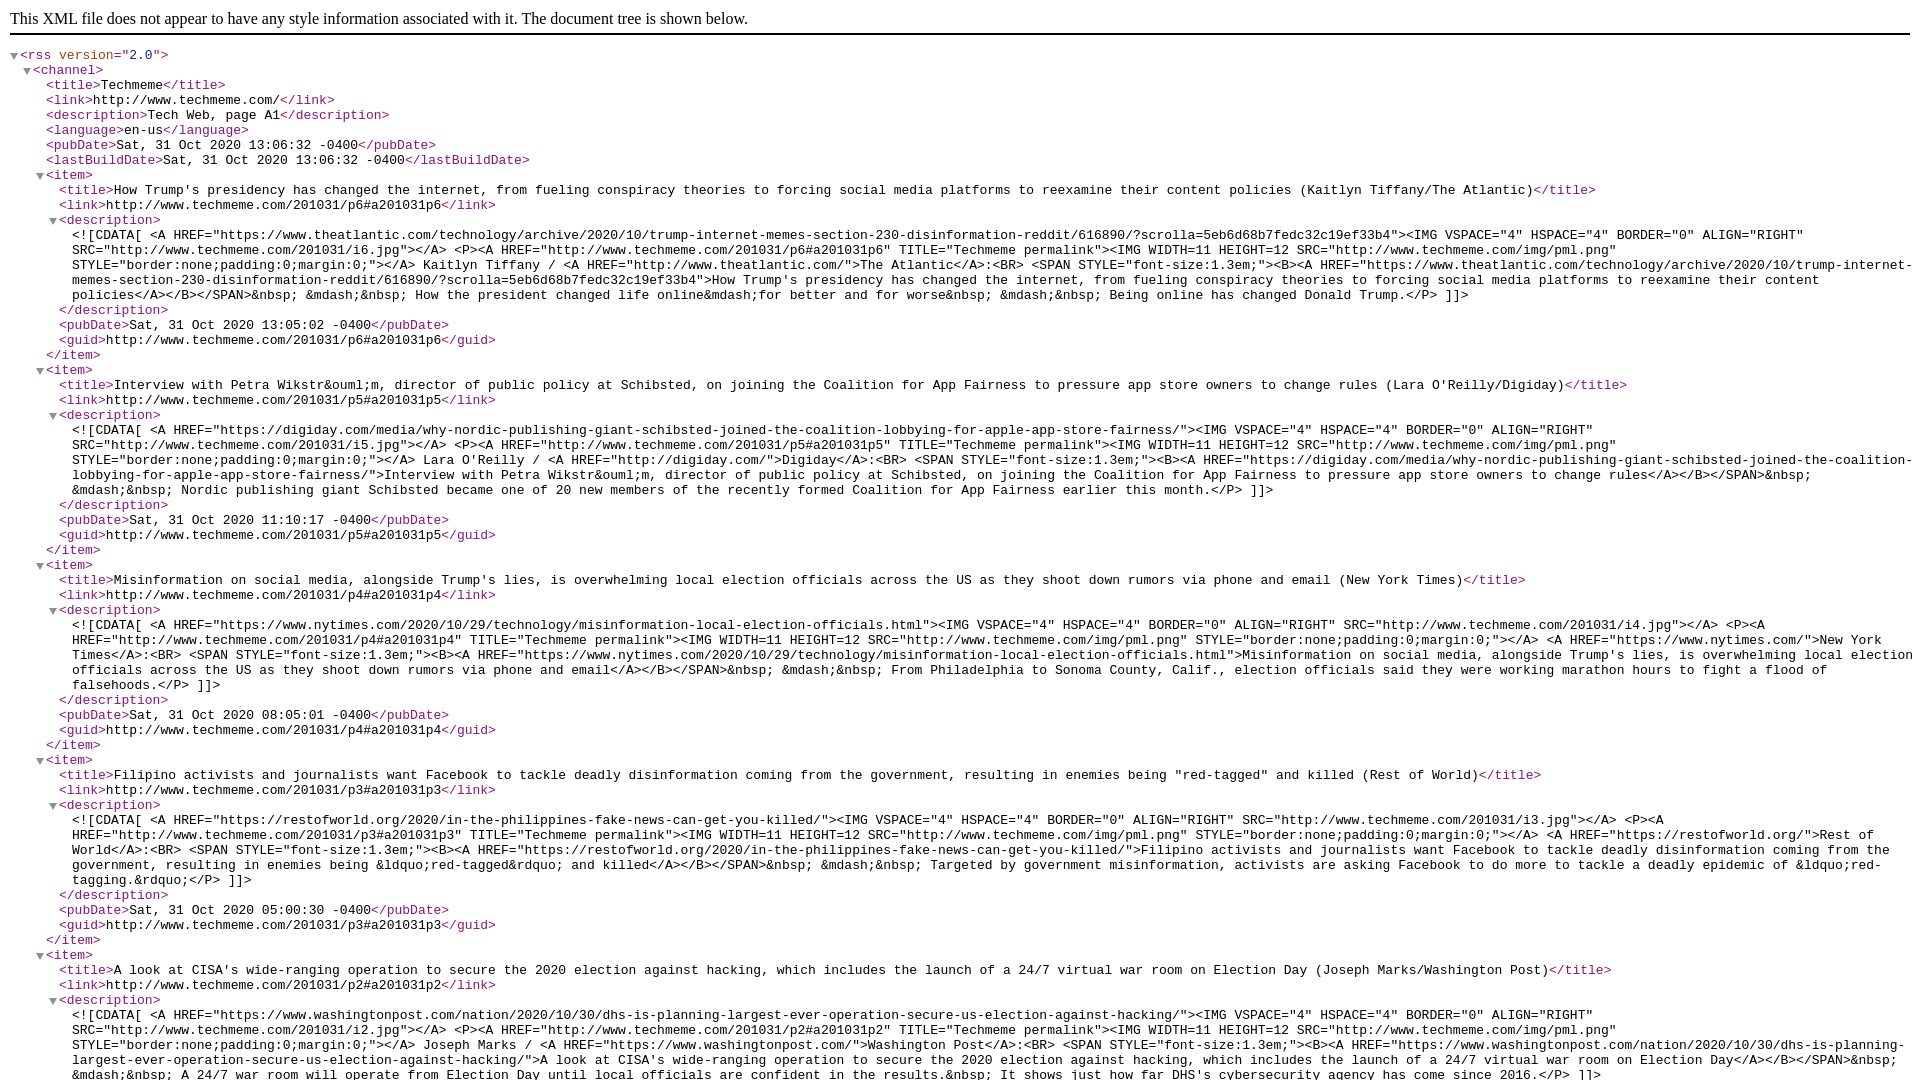 This XML file does not appear to have any style information associated with it. The document tree is shown below.
<rss version="2.0">
<channel>
<title>Techmeme</title>
<link>http://www.techmeme.com/</link>
<description>Tech Web, page A1</description>
<language>en-us</language>
<pubDate>Sat, 31 Oct 2020 13:06:32 -0400</pubDate>
<lastBuildDate>Sat, 31 Oct 2020 13:06:32 -0400</lastBuildDate>
<item>
<title>How Trump's presidency has changed the internet, from fueling conspiracy theories to forcing social media platforms to reexamine their content policies (Kaitlyn Tiffany/The Atlantic)</title>
<link>http://www.techmeme.com/201031/p6#a201031p6</link>
<description>
<![CDATA[ <A HREF="https://www.theatlantic.com/technology/archive/2020/10/trump-internet-memes-section-230-disinformation-reddit/616890/?scrolla=5eb6d68b7fedc32c19ef33b4"><IMG VSPACE="4" HSPACE="4" BORDER="0" ALIGN="RIGHT"
SRC="http://www.techmeme.com/201031/i6.jpg"></A> <P><A HREF="http://www.techmeme.com/201031/p6#a201031p6" TITLE="Techmeme permalink"><IMG WIDTH=11 HEIGHT=12 SRC="http://www.techmeme.com/img/pml.png"
STYLE="border:none;padding:0;margin:0;"></A> Kaitlyn Tiffany / <A HREF="http://www.theatlantic.com/">The Atlantic</A>:<BR> <SPAN STYLE="font-size:1.3em;"><B><A HREF="https://www.theatlantic.com/technology/archive/2020/10/trump-internet-
memes-section-230-disinformation-reddit/616890/?scrolla=5eb6d68b7fedc32c19ef33b4">How Trump's presidency has changed the internet, from fueling conspiracy theories to forcing social media platforms to reexamine their content
policies</A></B></SPAN>&nbsp; &mdash;&nbsp; How the president changed life online&mdash;for better and for worse&nbsp; &mdash;&nbsp; Being online has changed Donald Trump.</P> ]]>
</description>
<pubDate>Sat, 31 Oct 2020 13:05:02 -0400</pubDate>
<guid>http://www.techmeme.com/201031/p6#a201031p6</guid>
</item>
<item>
<title>Interview with Petra Wikstr&ouml;m, director of public policy at Schibsted, on joining the Coalition for App Fairness to pressure app store owners to change rules (Lara O'Reilly/Digiday)</title>
<link>http://www.techmeme.com/201031/p5#a201031p5</link>
<description>
<![CDATA[ <A HREF="https://digiday.com/media/why-nordic-publishing-giant-schibsted-joined-the-coalition-lobbying-for-apple-app-store-fairness/"><IMG VSPACE="4" HSPACE="4" BORDER="0" ALIGN="RIGHT"
SRC="http://www.techmeme.com/201031/i5.jpg"></A> <P><A HREF="http://www.techmeme.com/201031/p5#a201031p5" TITLE="Techmeme permalink"><IMG WIDTH=11 HEIGHT=12 SRC="http://www.techmeme.com/img/pml.png"
STYLE="border:none;padding:0;margin:0;"></A> Lara O'Reilly / <A HREF="http://digiday.com/">Digiday</A>:<BR> <SPAN STYLE="font-size:1.3em;"><B><A HREF="https://digiday.com/media/why-nordic-publishing-giant-schibsted-joined-the-coalition-
lobbying-for-apple-app-store-fairness/">Interview with Petra Wikstr&ouml;m, director of public policy at Schibsted, on joining the Coalition for App Fairness to pressure app store owners to change rules</A></B></SPAN>&nbsp;
&mdash;&nbsp; Nordic publishing giant Schibsted became one of 20 new members of the recently formed Coalition for App Fairness earlier this month.</P> ]]>
</description>
<pubDate>Sat, 31 Oct 2020 11:10:17 -0400</pubDate>
<guid>http://www.techmeme.com/201031/p5#a201031p5</guid>
</item>
<item>
<title>Misinformation on social media, alongside Trump's lies, is overwhelming local election officials across the US as they shoot down rumors via phone and email (New York Times)</title>
<link>http://www.techmeme.com/201031/p4#a201031p4</link>
<description>
<![CDATA[ <A HREF="https://www.nytimes.com/2020/10/29/technology/misinformation-local-election-officials.html"><IMG VSPACE="4" HSPACE="4" BORDER="0" ALIGN="RIGHT" SRC="http://www.techmeme.com/201031/i4.jpg"></A> <P><A
HREF="http://www.techmeme.com/201031/p4#a201031p4" TITLE="Techmeme permalink"><IMG WIDTH=11 HEIGHT=12 SRC="http://www.techmeme.com/img/pml.png" STYLE="border:none;padding:0;margin:0;"></A> <A HREF="https://www.nytimes.com/">New York
Times</A>:<BR> <SPAN STYLE="font-size:1.3em;"><B><A HREF="https://www.nytimes.com/2020/10/29/technology/misinformation-local-election-officials.html">Misinformation on social media, alongside Trump's lies, is overwhelming local election
officials across the US as they shoot down rumors via phone and email</A></B></SPAN>&nbsp; &mdash;&nbsp; From Philadelphia to Sonoma County, Calif., election officials said they were working marathon hours to fight a flood of
falsehoods.</P> ]]>
</description>
<pubDate>Sat, 31 Oct 2020 08:05:01 -0400</pubDate>
<guid>http://www.techmeme.com/201031/p4#a201031p4</guid>
</item>
<item>
<title>Filipino activists and journalists want Facebook to tackle deadly disinformation coming from the government, resulting in enemies being "red-tagged" and killed (Rest of World)</title>
<link>http://www.techmeme.com/201031/p3#a201031p3</link>
<description>
<![CDATA[ <A HREF="https://restofworld.org/2020/in-the-philippines-fake-news-can-get-you-killed/"><IMG VSPACE="4" HSPACE="4" BORDER="0" ALIGN="RIGHT" SRC="http://www.techmeme.com/201031/i3.jpg"></A> <P><A
HREF="http://www.techmeme.com/201031/p3#a201031p3" TITLE="Techmeme permalink"><IMG WIDTH=11 HEIGHT=12 SRC="http://www.techmeme.com/img/pml.png" STYLE="border:none;padding:0;margin:0;"></A> <A HREF="https://restofworld.org/">Rest of
World</A>:<BR> <SPAN STYLE="font-size:1.3em;"><B><A HREF="https://restofworld.org/2020/in-the-philippines-fake-news-can-get-you-killed/">Filipino activists and journalists want Facebook to tackle deadly disinformation coming from the
government, resulting in enemies being &ldquo;red-tagged&rdquo; and killed</A></B></SPAN>&nbsp; &mdash;&nbsp; Targeted by government misinformation, activists are asking Facebook to do more to tackle a deadly epidemic of &ldquo;red-
tagging.&rdquo;</P> ]]>
</description>
<pubDate>Sat, 31 Oct 2020 05:00:30 -0400</pubDate>
<guid>http://www.techmeme.com/201031/p3#a201031p3</guid>
</item>
<item>
<title>A look at CISA's wide-ranging operation to secure the 2020 election against hacking, which includes the launch of a 24/7 virtual war room on Election Day (Joseph Marks/Washington Post)</title>
<link>http://www.techmeme.com/201031/p2#a201031p2</link>
<description>
<![CDATA[ <A HREF="https://www.washingtonpost.com/nation/2020/10/30/dhs-is-planning-largest-ever-operation-secure-us-election-against-hacking/"><IMG VSPACE="4" HSPACE="4" BORDER="0" ALIGN="RIGHT"
SRC="http://www.techmeme.com/201031/i2.jpg"></A> <P><A HREF="http://www.techmeme.com/201031/p2#a201031p2" TITLE="Techmeme permalink"><IMG WIDTH=11 HEIGHT=12 SRC="http://www.techmeme.com/img/pml.png"
STYLE="border:none;padding:0;margin:0;"></A> Joseph Marks / <A HREF="https://www.washingtonpost.com/">Washington Post</A>:<BR> <SPAN STYLE="font-size:1.3em;"><B><A HREF="https://www.washingtonpost.com/nation/2020/10/30/dhs-is-planning-
largest-ever-operation-secure-us-election-against-hacking/">A look at CISA's wide-ranging operation to secure the 2020 election against hacking, which includes the launch of a 24/7 virtual war room on Election Day</A></B></SPAN>&nbsp;
&mdash;&nbsp; A 24/7 war room will operate from Election Day until local officials are confident in the results.&nbsp; It shows just how far DHS's cybersecurity agency has come since 2016.</P> ]]>